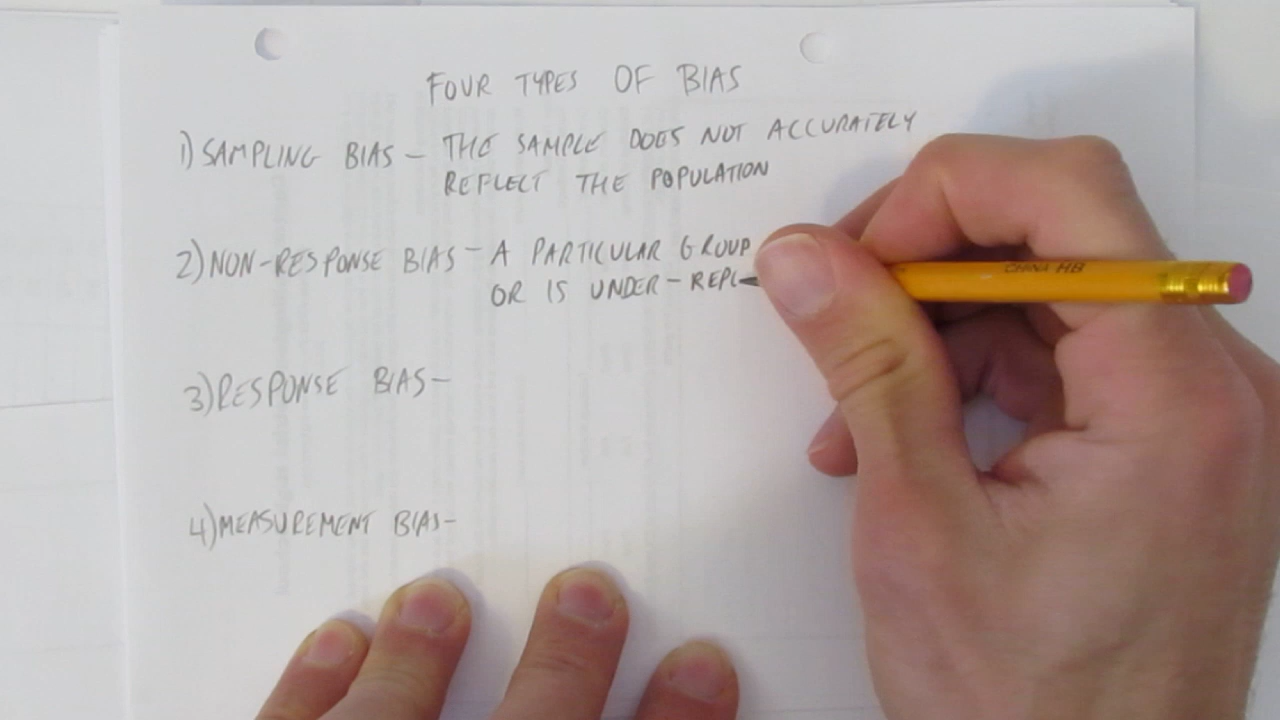 FOUR TYPES OF BIAS
1) SAMPLING BIAS - THE SAMPLE DOES NOT ACCURATELY
REFLECT THE POPULATION
2) NON-RESPONSE BIAS - A PARTICULAR GROUP
OR IS UNDER-REP
3) RESPONSE BIAS-
4) MEASUREMENT BIAS-
CHINA HB